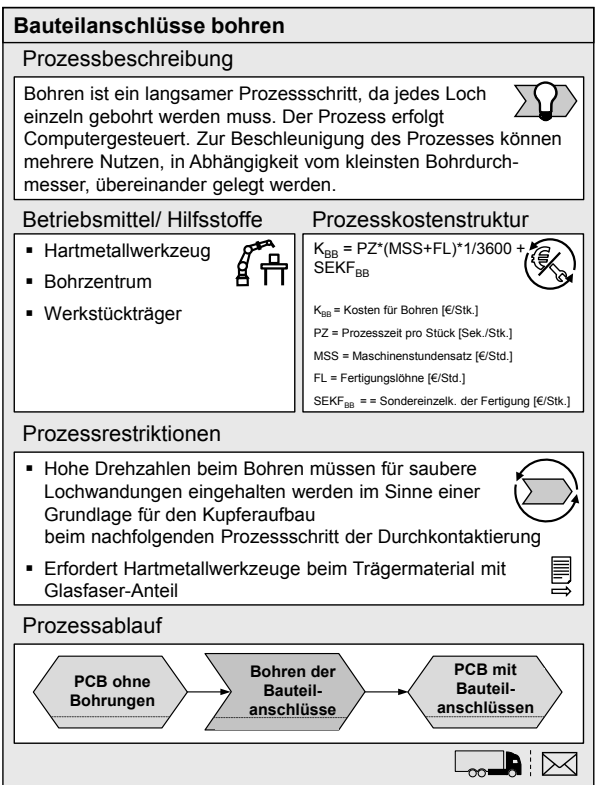 Bauteilanschlüsse bohren
Prozessbeschreibung
Bohren ist ein langsamer Prozessschritt, da jedes Loch
einzeln gebohrt werden muss. Der Prozess erfolgt
Computergesteuert. Zur Beschleunigung des Prozesses können
mehrere Nutzen, in Abhängigkeit vom kleinsten Bohrdurch-
messer, übereinander gelegt werden.
Betriebsmittel/ Hilfsstoffe
▪ Hartmetallwerkzeug
▪ Bohrzentrum
▪ Werkstückträger
Prozesskostenstruktur
K_BB = PZ*(MSS+FL)*1/3600 +
SEKF_BB
K_BB = Kosten für Bohren [€/Stk.]
PZ = Prozesszeit pro Stück [Sek./Stk.]
MSS = Maschinenstundensatz [€/Std.]
FL = Fertigungslöhne [€/Std.]
SEKF_BB = = Sondereinzelk. der Fertigung [€/Stk.]
Prozessrestriktionen
▪ Hohe Drehzahlen beim Bohren müssen für saubere
Lochwandungen eingehalten werden im Sinne einer
Grundlage für den Kupferaufbau
beim nachfolgenden Prozessschritt der Durchkontaktierung
▪ Erfordert Hartmetallwerkzeuge beim Trägermaterial mit
Glasfaser-Anteil
Prozessablauf
PCB ohne
Bohrungen
Bohren der
Bauteil-
anschlüsse
PCB mit
Bauteil-
anschlüssen